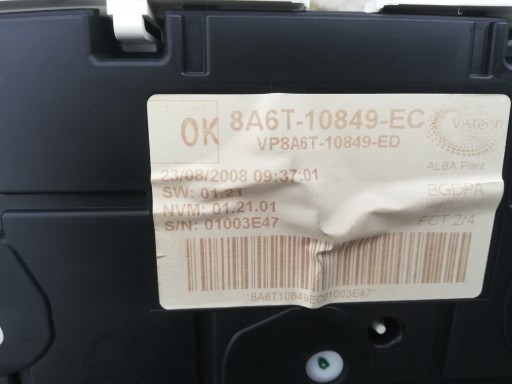 OK
8A6T-10849-EC
VP8A6T-10849-ED
Visteon
ALBA Plant
23/08/2008 09:37:01
SW: 01.21
NVM: 01.21.01
S/N: 01003E47
BGDPA
FCT 2/4
*8A6T10849EC01003E47*